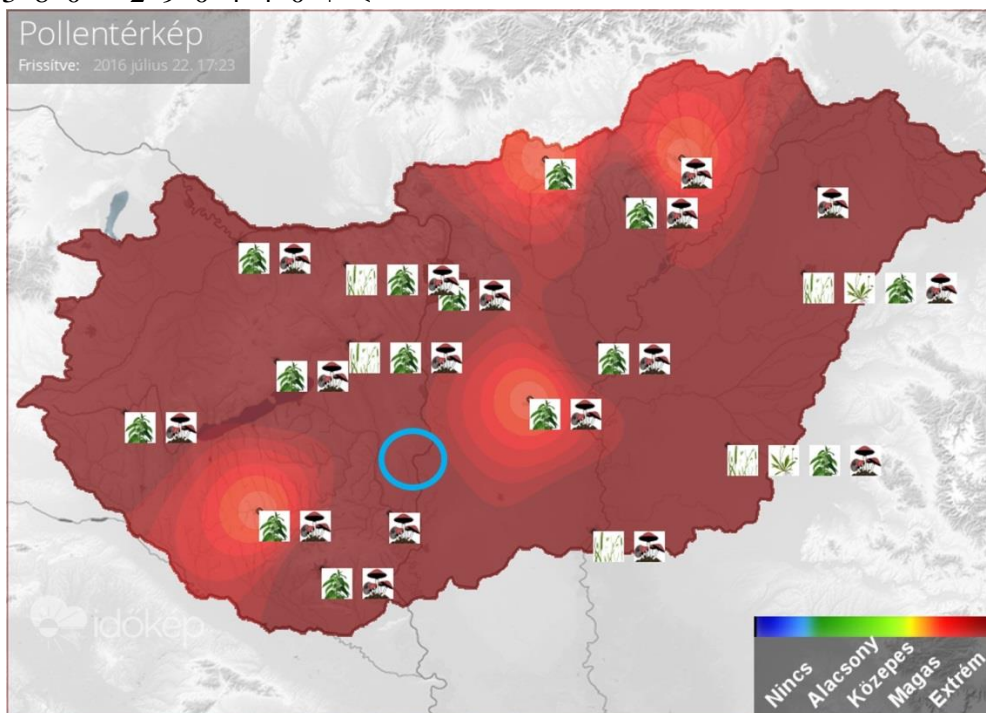 Pollentérkép
Frissítve: 2016 július 22. 17:23
időkép
Nincs
Alacsony
Közepes
Magas
Extrém